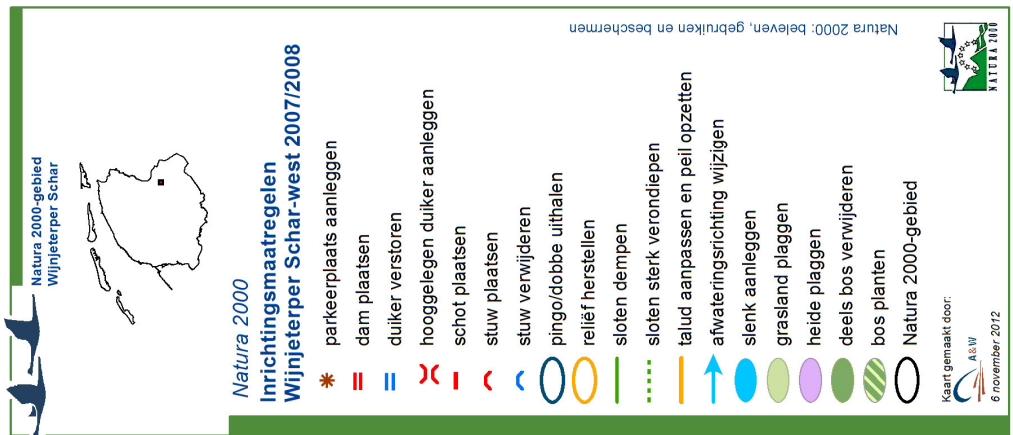 Natura 2000-gebied
Wijnjeterper Schar
Natura 2000
Inrichtingsmaatregelen
Wijnjeterper Schar-west 2007/2008
parkeerplaats aanleggen
dam plaatsen
duiker verstoren
hooggelegen duiker aanleggen
schot plaatsen
stuw plaatsen
stuw verwijderen
pingo/dobbe uithalen
reliëf herstellen
sloten dempen
sloten sterk verondiepen
talud aanpassen en peil opzetten
afwateringsrichting wijzigen
slenk aanleggen
grasland plaggen
heide plaggen
deels bos verwijderen
bos planten
Natura 2000-gebied
Kaart gemaakt door:
A&W
6 november 2012
NATURA 2000
Natura 2000: beleven, gebruiken en beschermen